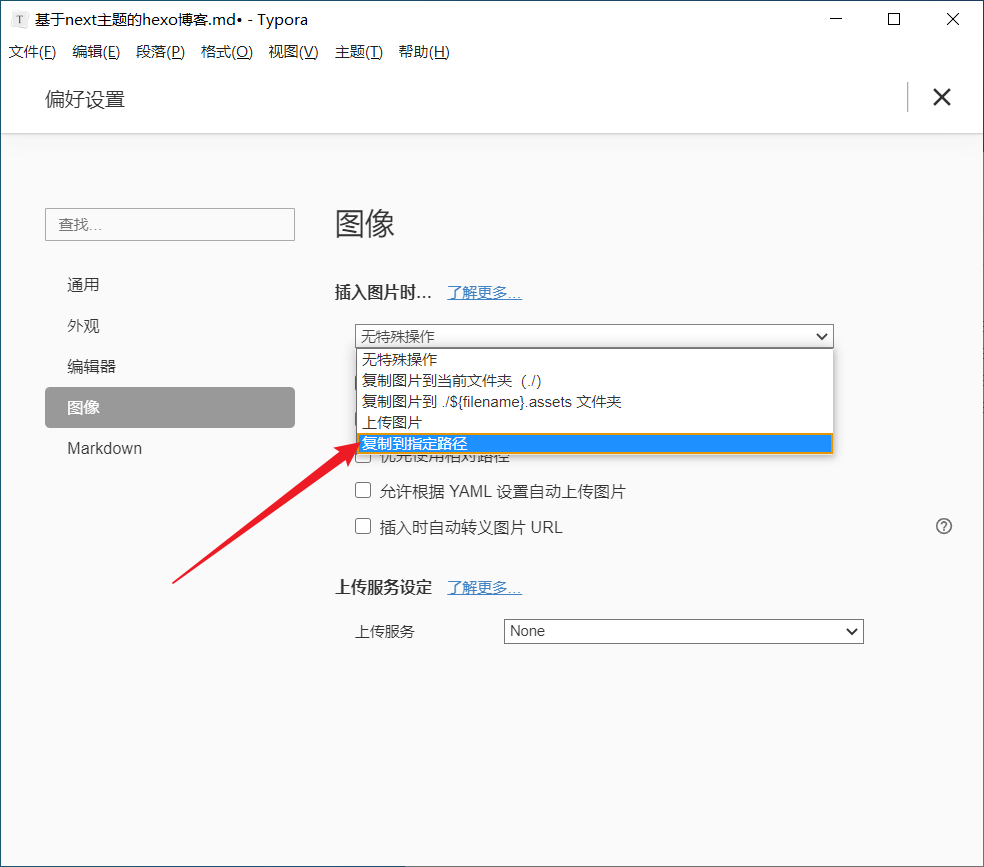 T 基于next主题的hexo博客.md• - Typora
文件(F) 编辑(E) 段落(P) 格式(O) 视图(V) 主题(T) 帮助(H)
偏好设置
查找...
通用
外观
编辑器
图像
Markdown
图像
插入图片时... 了解更多...
无特殊操作
无特殊操作
复制图片到当前文件夹（./）
复制图片到 ./${filename}.assets 文件夹
上传图片
复制到指定路径
优先使用相对路径
允许根据 YAML 设置自动上传图片
插入时自动转义图片 URL
上传服务设定 了解更多...
上传服务 None